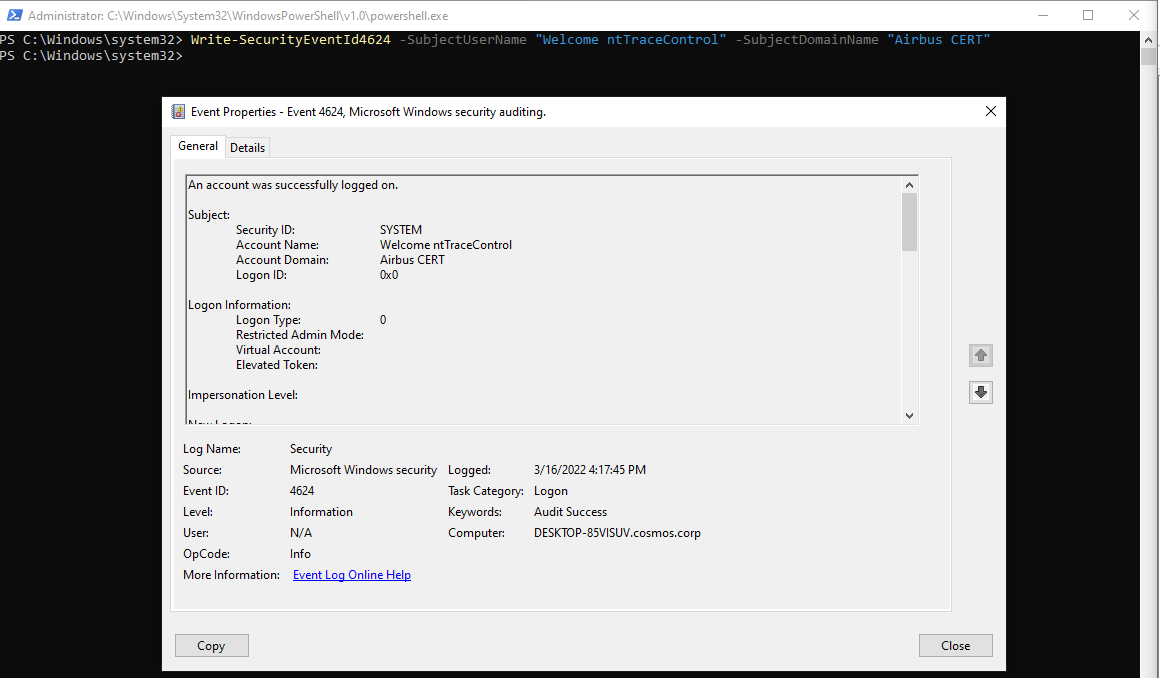 Administrator: C:\Windows\System32\WindowsPowerShell\v1.0\powershell.exe
PS C:\Windows\system32> Write-SecurityEventId4624 -SubjectUserName "Welcome ntTraceControl" -SubjectDomainName "Airbus CERT"
PS C:\Windows\system32>
Event Properties - Event 4624, Microsoft Windows security auditing.
General Details
An account was successfully logged on.
Subject:
Security ID: SYSTEM
Account Name: Welcome ntTraceControl
Account Domain: Airbus CERT
Logon ID: 0x0
Logon Information:
Logon Type: 0
Restricted Admin Mode:
Virtual Account:
Elevated Token:
Impersonation Level:
New Logon:
Log Name: Security
Source: Microsoft Windows security Logged: 3/16/2022 4:17:45 PM
Event ID: 4624 Task Category: Logon
Level: Information Keywords: Audit Success
User: N/A Computer: DESKTOP-85VISUV.cosmos.corp
OpCode: Info
More Information: Event Log Online Help
Copy Close